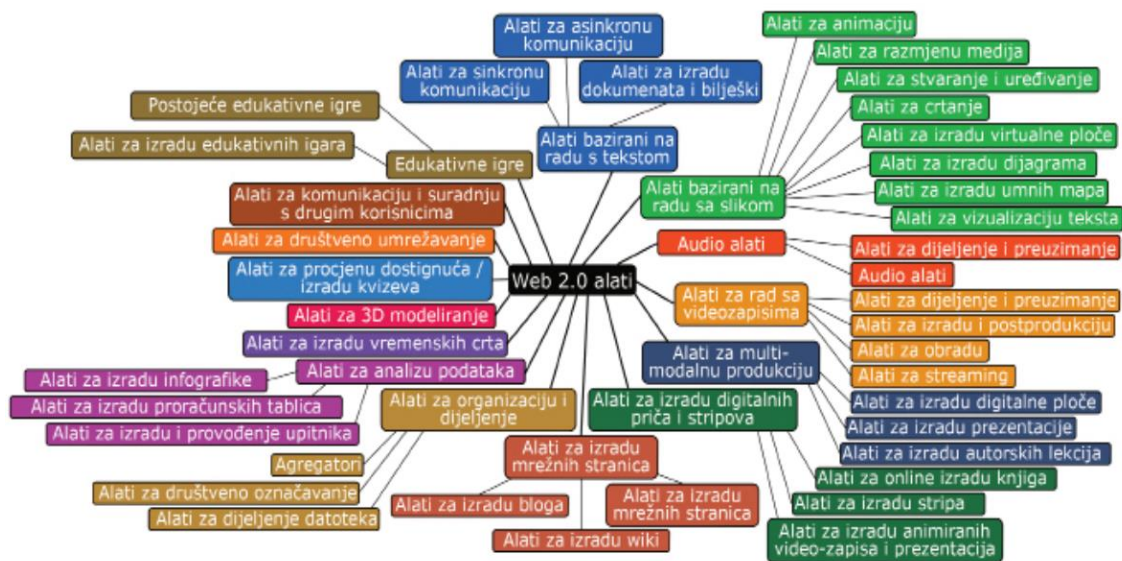 Alati za asinkronu
komunikaciju
Alati za sinkronu
komunikaciju
Alati za izradu
dokumenata i bilješki
Alati bazirani na
radu s tekstom
Postojeće edukativne igre
Alati za izradu edukativnih igara
Edukativne igre
Alati za komunikaciju i suradnju
s drugim korisnicima
Alati za društveno umrežavanje
Alati za procjenu dostignuća /
izradu kvizeva
Alati za 3D modeliranje
Alati za izradu vremenskih crta
Alati za analizu podataka
Alati za izradu infografike
Alati za izradu proračunskih tablica
Alati za izradu i provođenje upitnika
Web 2.0 alati
Alati za animaciju
Alati za razmjenu medija
Alati za stvaranje i uređivanje
Alati za crtanje
Alati za izradu virtualne ploče
Alati za izradu dijagrama
Alati za izradu umnih mapa
Alati za vizualizaciju teksta
Alati bazirani na
radu sa slikom
Audio alati
Alati za dijeljenje i preuzimanje
Audio alati
Alati za rad sa
videozapisima
Alati za dijeljenje i preuzimanje
Alati za izradu i postprodukciju
Alati za obradu
Alati za streaming
Alati za multi-
modalnu produkciju
Alati za izradu digitalne ploče
Alati za izradu prezentacije
Alati za izradu autorskih lekcija
Alati za izradu digitalnih
priča i stripova
Alati za online izradu knjiga
Alati za izradu stripa
Alati za izradu animiranih
video-zapisa i prezentacija
Alati za organizaciju i
dijeljenje
Agregatori
Alati za društveno označavanje
Alati za dijeljenje datoteka
Alati za izradu
mrežnih stranica
Alati za izradu bloga
Alati za izradu wiki
Alati za izradu
mrežnih stranica